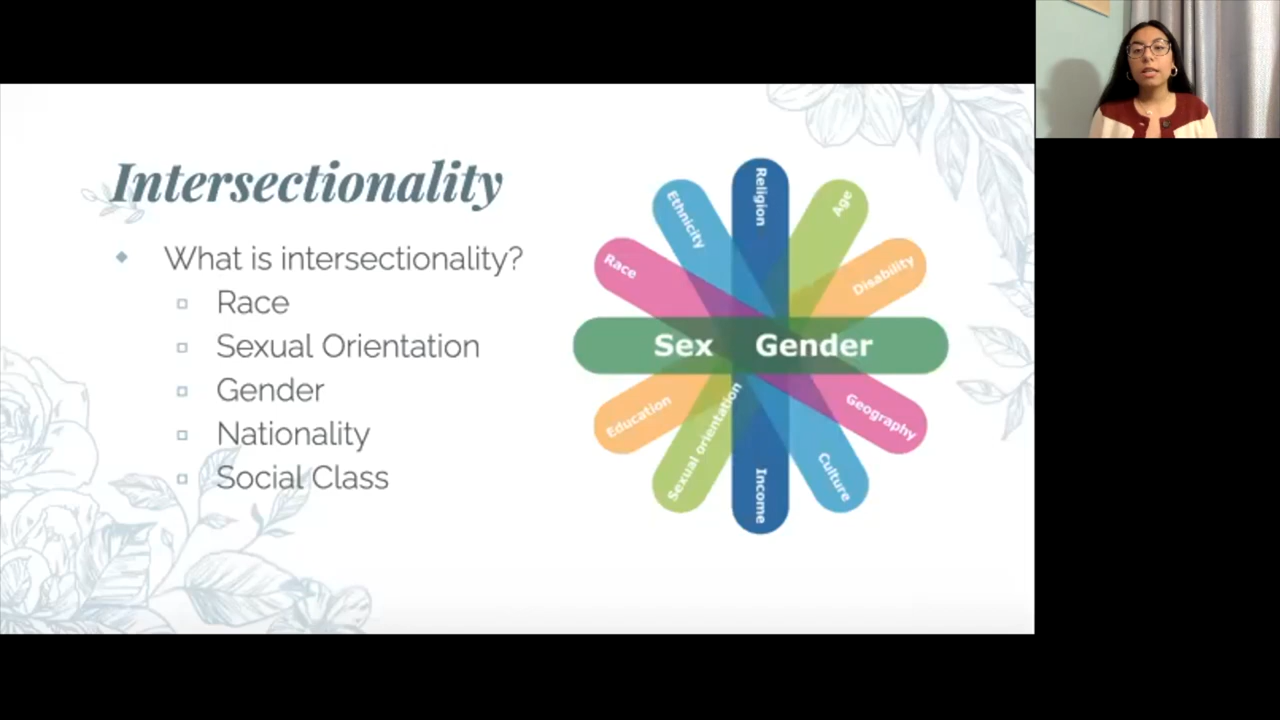 Intersectionality
What is intersectionality?
Race
Sexual Orientation
Gender
Nationality
Social Class
Religion
Ethnicity
Age
Race
Disability
Sex Gender
Education
Geography
Sexual orientation
Culture
Income